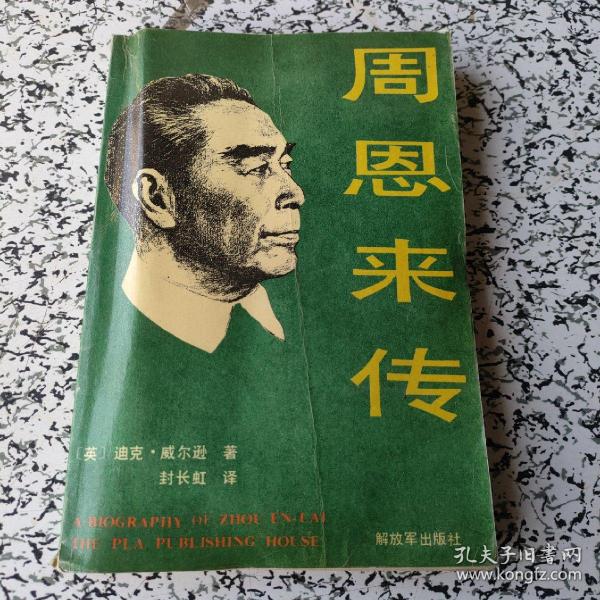 周恩来传
[英]迪克·威尔逊 著
封长虹 译
A BIOGRAPHY OF ZHOU EN-LAI
THE PLA PUBLISHING HOUSE
解放军出版社
孔夫子旧書网
www.kongfz.com